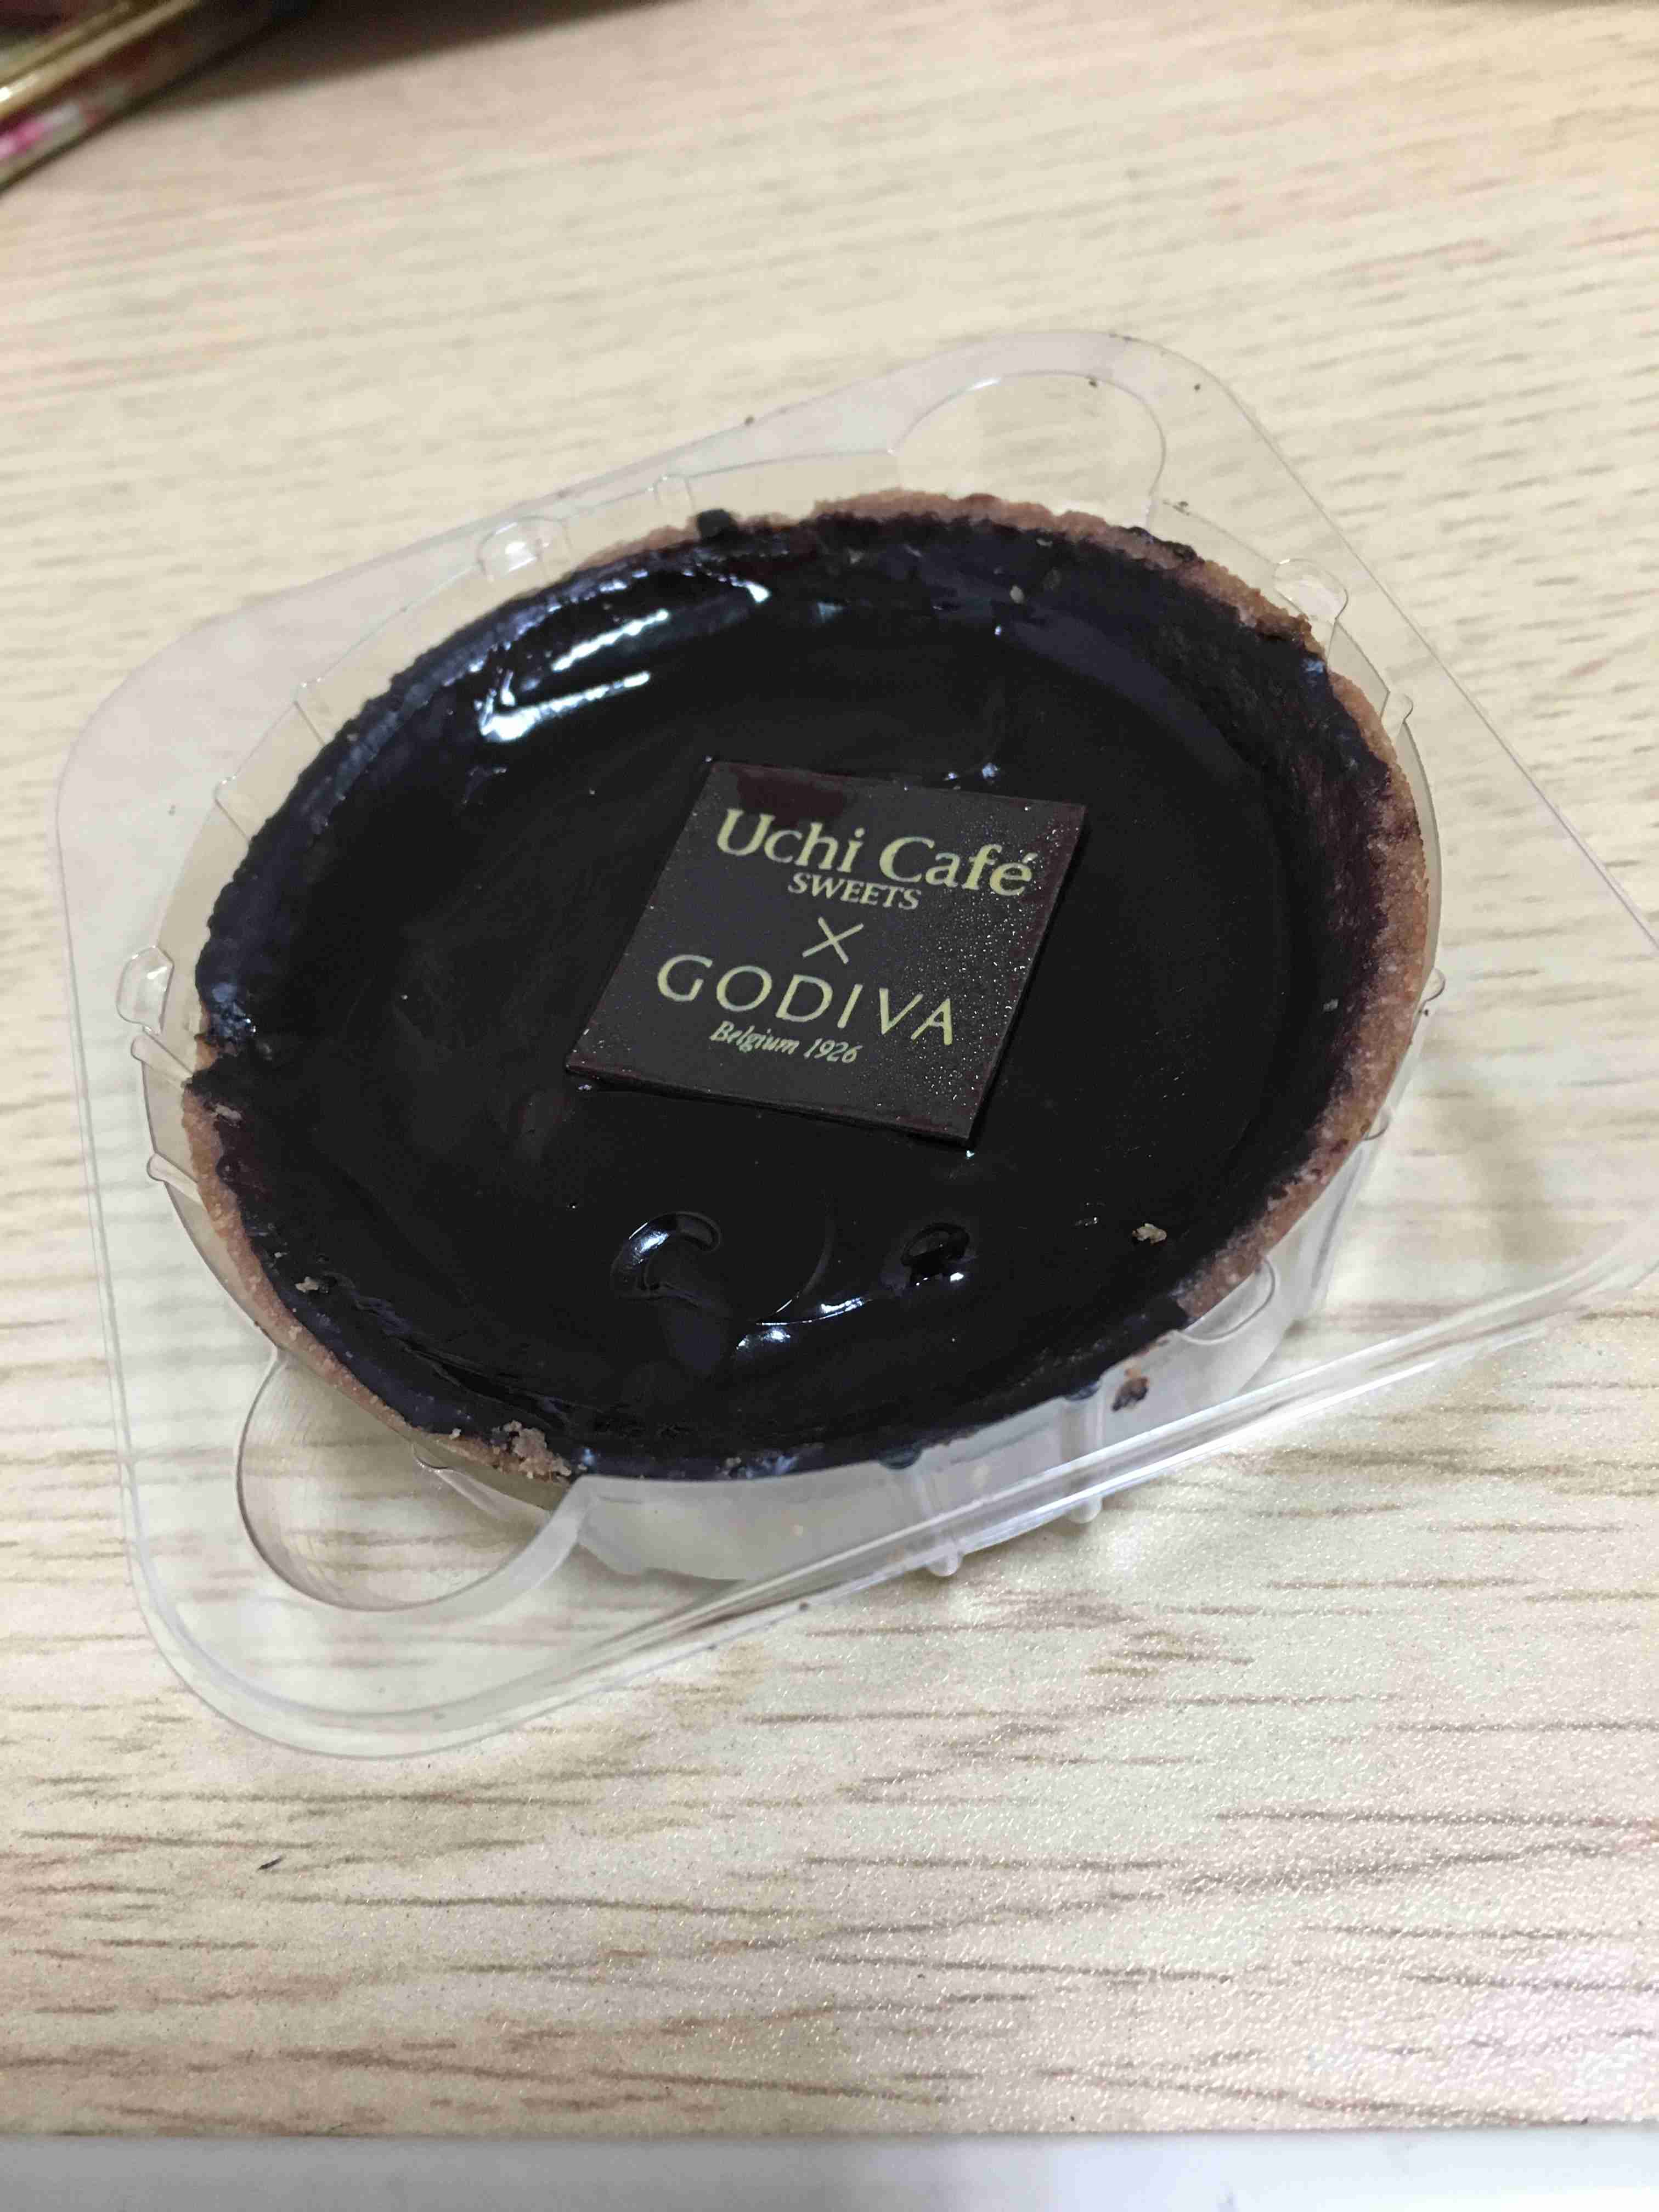 Uchi Café
SWEETS
×
GODIVA
Belgium 1926